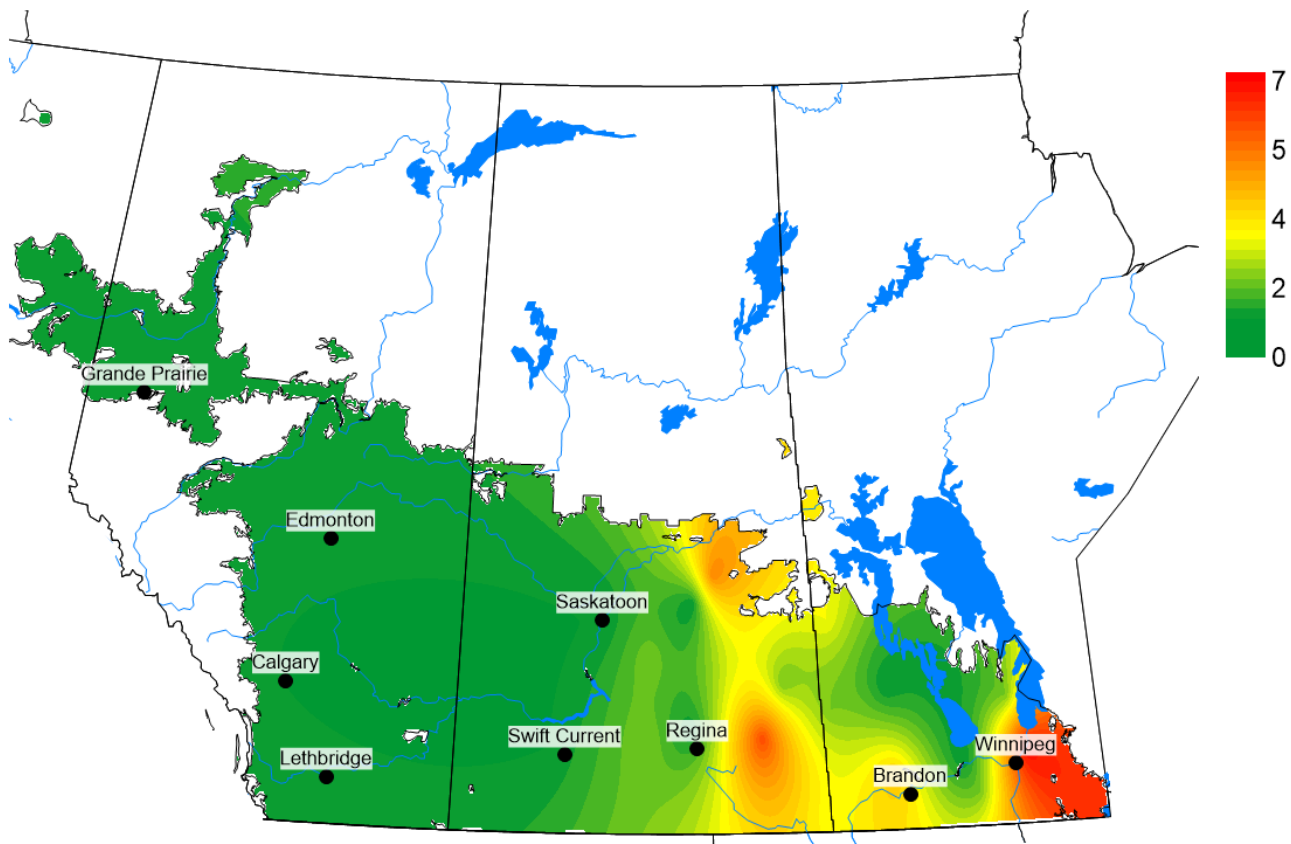 7
5
4
2
0
Grande Prairie
Edmonton
Saskatoon
Calgary
Regina
Swift Current
Winnipeg
Lethbridge
Brandon